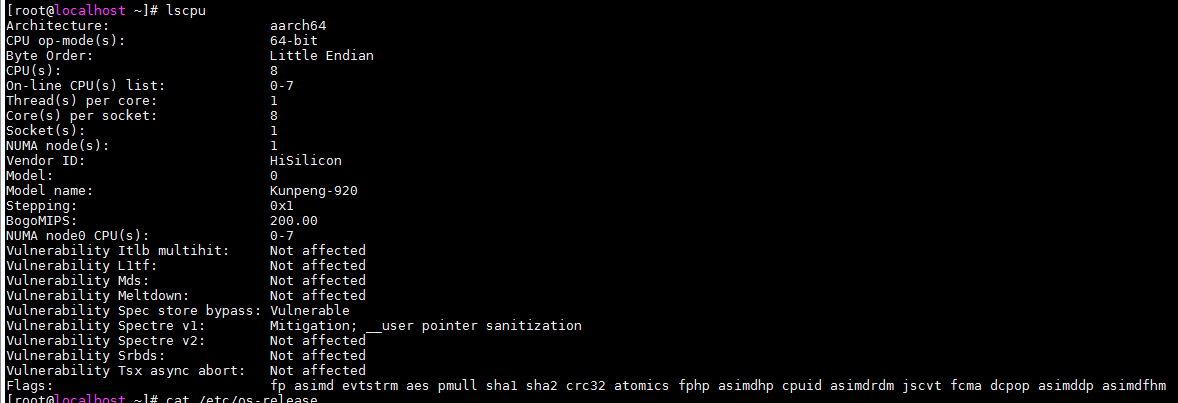 [root@localhost ~]# lscpu
Architecture: aarch64
CPU op-mode(s): 64-bit
Byte Order: Little Endian
CPU(s): 8
On-line CPU(s) list: 0-7
Thread(s) per core: 1
Core(s) per socket: 8
Socket(s): 1
NUMA node(s): 1
Vendor ID: HiSilicon
Model: 0
Model name: Kunpeng-920
Stepping: 0x1
BogoMIPS: 200.00
NUMA node0 CPU(s): 0-7
Vulnerability Itlb multihit: Not affected
Vulnerability L1tf: Not affected
Vulnerability Mds: Not affected
Vulnerability Meltdown: Not affected
Vulnerability Spec store bypass: Vulnerable
Vulnerability Spectre v1: Mitigation; __user pointer sanitization
Vulnerability Spectre v2: Not affected
Vulnerability Srbds: Not affected
Vulnerability Tsx async abort: Not affected
Flags: fp asimd evtstrm aes pmull sha1 sha2 crc32 atomics fphp asimdhp cpuid asimdrdm jscvt fcma dcpop asimddp asimdfhm
[root@localhost ~]# cat /etc/os-release